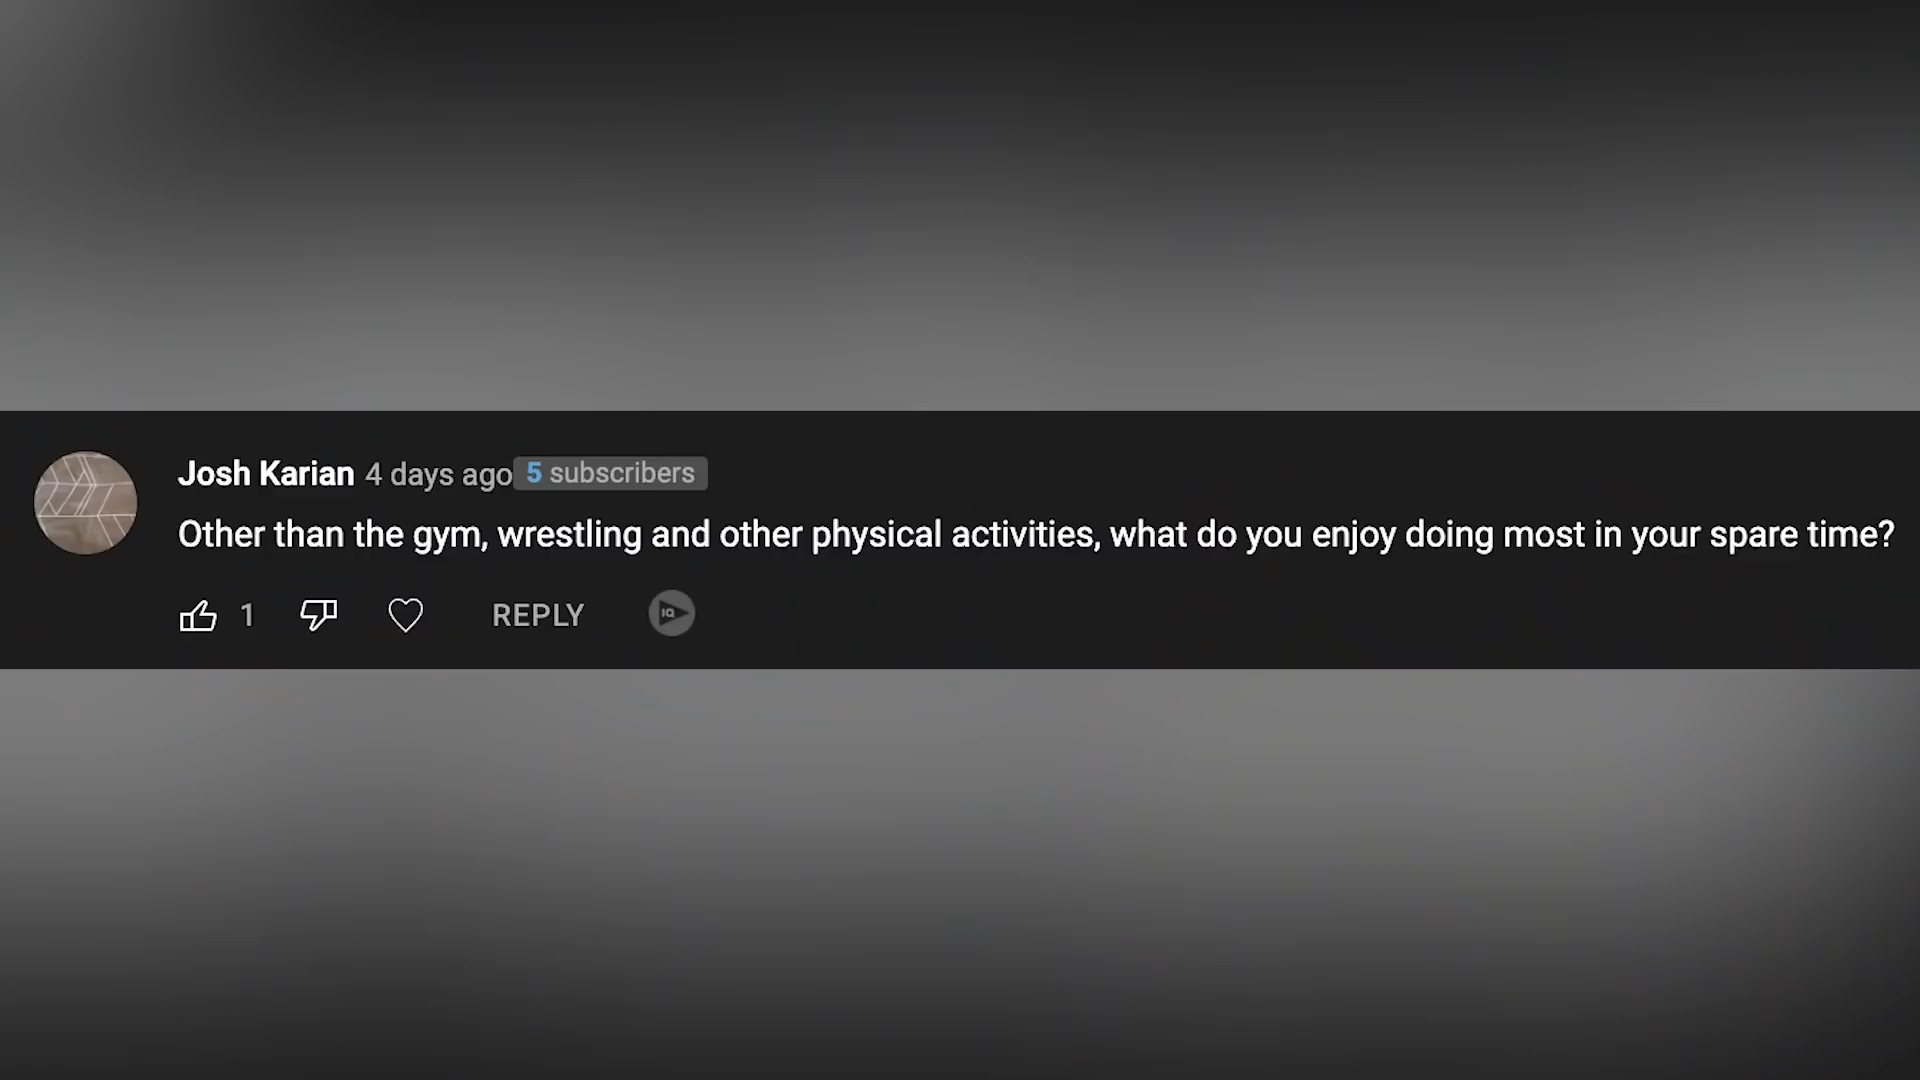 Josh Karian 4 days ago 5 subscribers
Other than the gym, wrestling and other physical activities, what do you enjoy doing most in your spare time?
1 REPLY IQ